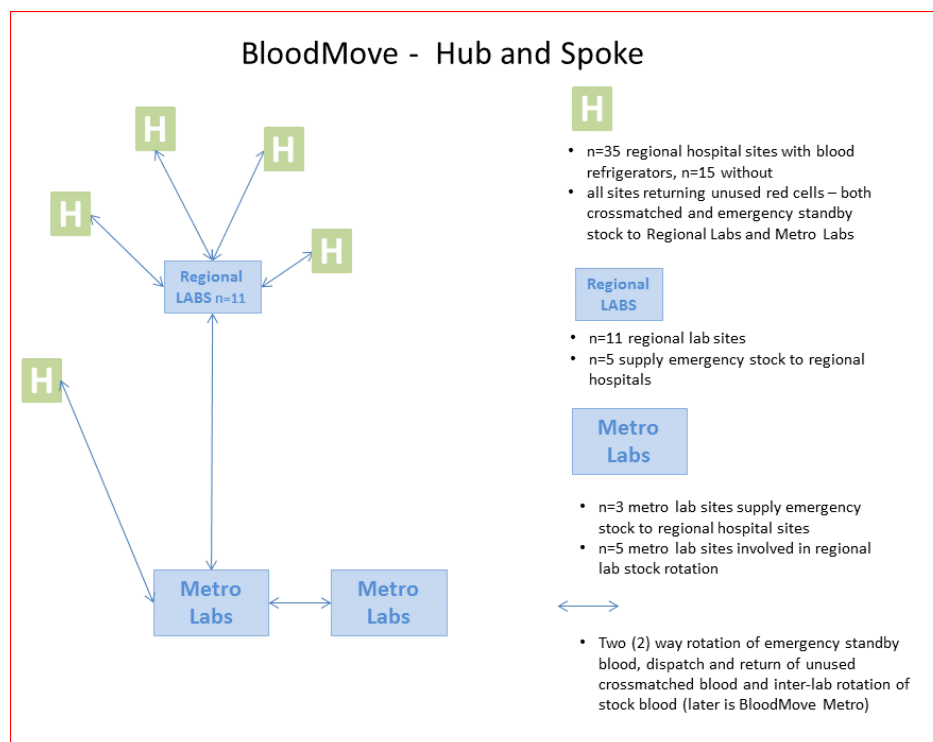 BloodMove - Hub and Spoke
H
H
H
H
H
Regional
LABS n=11
H
Metro
Labs
Metro
Labs
H
• n=35 regional hospital sites with blood
refrigerators, n=15 without
• all sites returning unused red cells – both
crossmatched and emergency standby
stock to Regional Labs and Metro Labs
Regional
LABS
• n=11 regional lab sites
• n=5 supply emergency stock to regional
hospitals
Metro
Labs
• n=3 metro lab sites supply emergency
stock to regional hospital sites
• n=5 metro lab sites involved in regional
lab stock rotation
• Two (2) way rotation of emergency standby
blood, dispatch and return of unused
crossmatched blood and inter-lab rotation of
stock blood (later is BloodMove Metro)